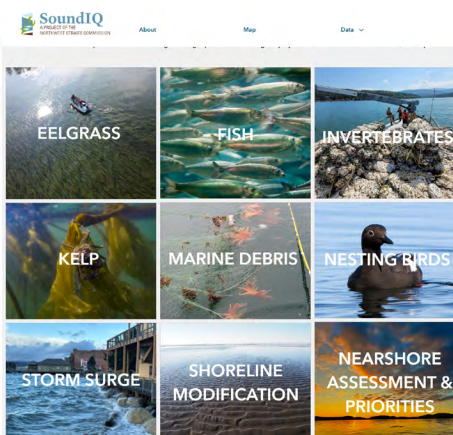 SoundIQ
A PROJECT OF THE
NORTHWEST STRAITS COMMISSION
About
Map
Data
EELGRASS
FISH
INVERTEBRATES
KELP
MARINE DEBRIS
NESTING BIRDS
STORM SURGE
SHORELINE
MODIFICATION
NEARSHORE
ASSESSMENT &
PRIORITIES